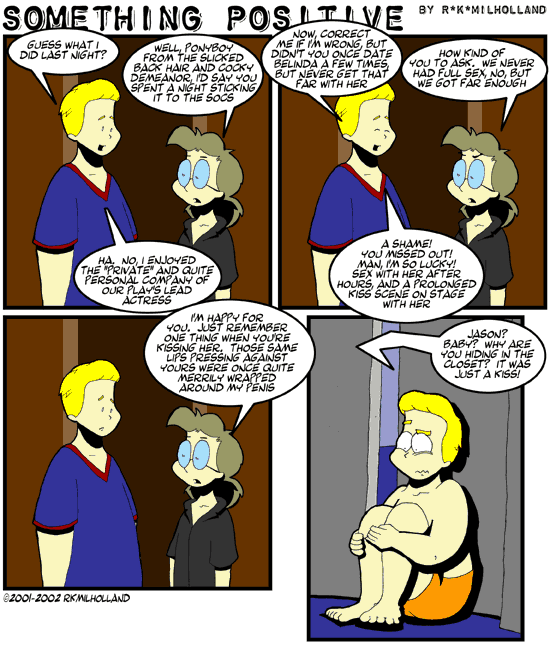 SOMETHING POSITIVE BY R*K*MILHOLLAND
GUESS WHAT I
DID LAST NIGHT?
WELL, PONYBOY
FROM THE SLICKED
BACK HAIR AND COCKY
DEMEANOR, I'D SAY YOU
SPENT A NIGHT STICKING
IT TO THE SOCS
HA. NO, I ENJOYED
THE "PRIVATE" AND QUITE
PERSONAL COMPANY OF
OUR PLAY'S LEAD
ACTRESS
NOW, CORRECT
ME IF I'M WRONG, BUT
DIDN'T YOU ONCE DATE
BELINDA A FEW TIMES,
BUT NEVER GET THAT
FAR WITH HER
HOW KIND OF
YOU TO ASK. WE NEVER
HAD FULL SEX, NO, BUT
WE GOT FAR ENOUGH
A SHAME!
YOU MISSED OUT!
MAN, I'M SO LUCKY!
SEX WITH HER AFTER
HOURS, AND A PROLONGED
KISS SCENE ON STAGE
WITH HER
I'M HAPPY FOR
YOU. JUST REMEMBER
ONE THING WHEN YOU'RE
KISSING HER. THOSE SAME
LIPS PRESSING AGAINST
YOURS WERE ONCE QUITE
MERRILY WRAPPED
AROUND MY PENIS
JASON?
BABY? WHY ARE
YOU HIDING IN THE
CLOSET? IT WAS
JUST A KISS!
©2001-2002 RKMILHOLLAND